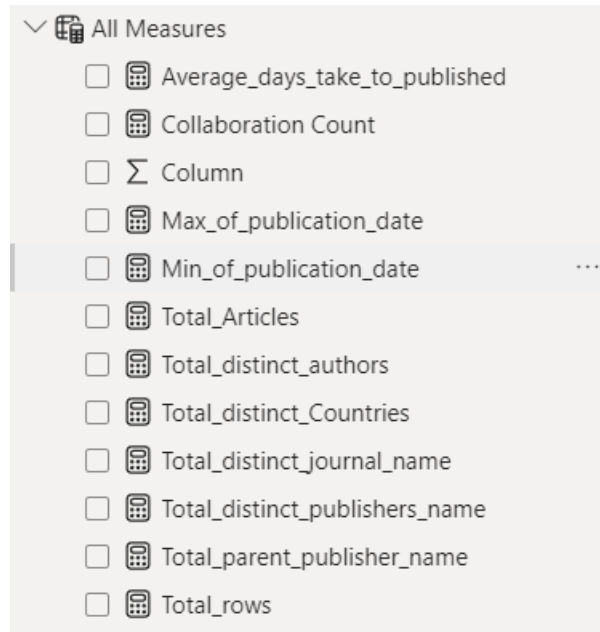 All Measures
Average_days_take_to_published
Collaboration Count
Column
Max_of_publication_date
Min_of_publication_date
Total_Articles
Total_distinct_authors
Total_distinct_Countries
Total_distinct_journal_name
Total_distinct_publishers_name
Total_parent_publisher_name
Total_rows